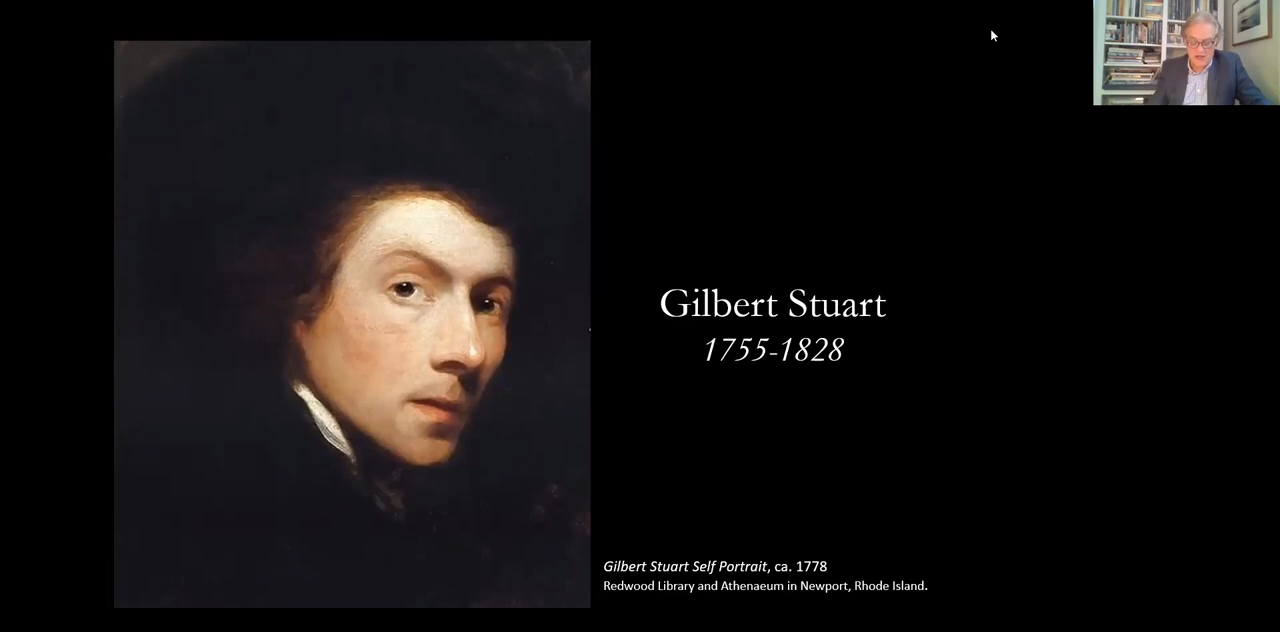 Gilbert Stuart
1755-1828
Gilbert Stuart Self Portrait, ca. 1778
Redwood Library and Athenaeum in Newport, Rhode Island.